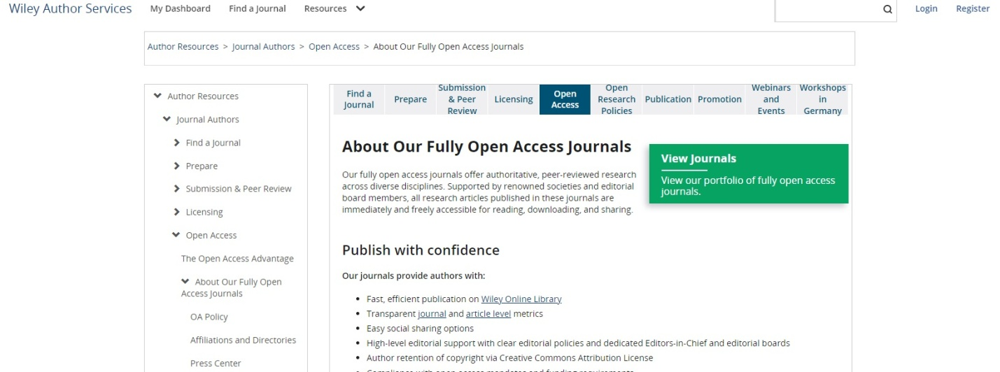 Wiley Author Services My Dashboard Find a Journal Resources Login Register
Author Resources > Journal Authors > Open Access > About Our Fully Open Access Journals
Author Resources
Journal Authors
Find a Journal
Prepare
Submission & Peer Review
Licensing
Open Access
The Open Access Advantage
About Our Fully Open
Access Journals
OA Policy
Affiliations and Directories
Press Center
Find a
Journal
Prepare
Submission
& Peer
Review
Licensing
Open
Access
Open
Research
Policies
Publication
Promotion
Webinars
and
Events
Workshops
in
Germany
About Our Fully Open Access Journals
Our fully open access journals offer authoritative, peer-reviewed research
across diverse disciplines. Supported by renowned societies and editorial
board members, all research articles published in these journals are
immediately and freely accessible for reading, downloading, and sharing.
View Journals
View our portfolio of fully open access
journals.
Publish with confidence
Our journals provide authors with:
• Fast, efficient publication on Wiley Online Library
• Transparent journal and article level metrics
• Easy social sharing options
• High-level editorial support with clear editorial policies and dedicated Editors-in-Chief and editorial boards
• Author retention of copyright via Creative Commons Attribution License
• Compliance with open access mandates and funding requirements